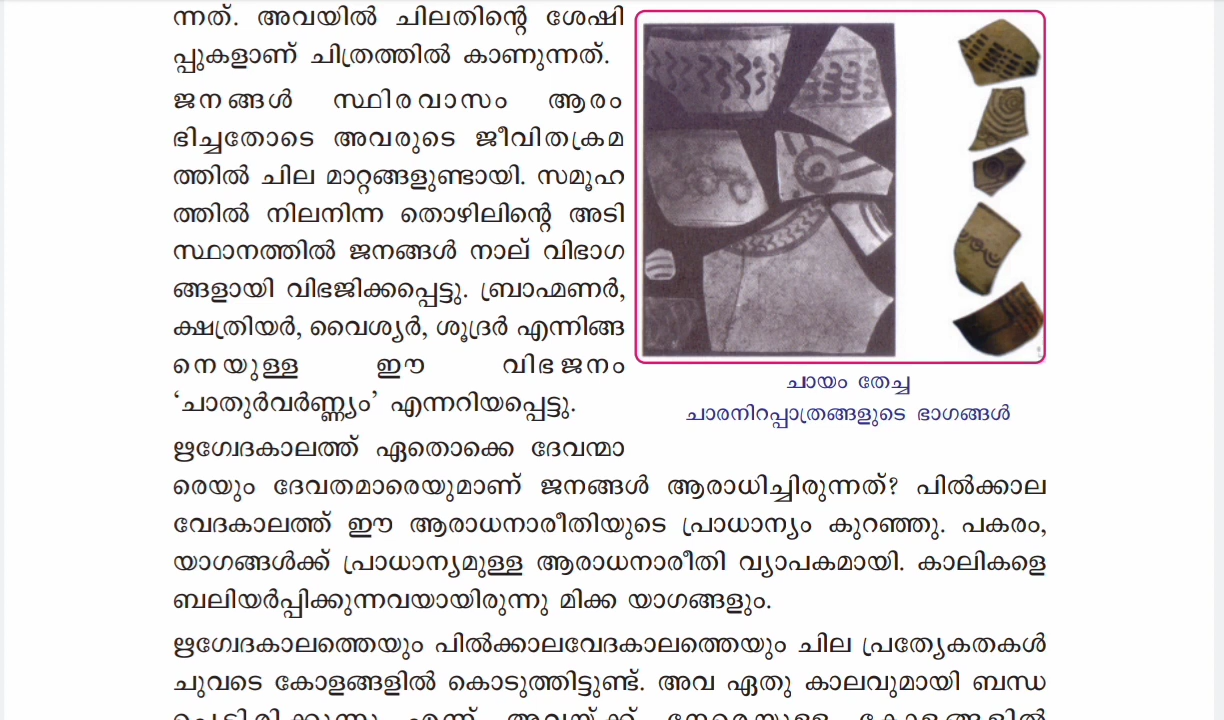 ന്നത്. അവയിൽ ചിലതിന്റെ ശേഷി
പ്പുകളാണ് ചിത്രത്തിൽ കാണുന്നത്.
ജനങ്ങൾ സ്ഥിരവാസം ആരം
ഭിച്ചതോടെ അവരുടെ ജീവിതക്രമ
ത്തിൽ ചില മാറ്റങ്ങളുണ്ടായി. സമൂഹ
ത്തിൽ നിലനിന്ന തൊഴിലിന്റെ അടി
സ്ഥാനത്തിൽ ജനങ്ങൾ നാല് വിഭാഗ
ങ്ങളായി വിഭജിക്കപ്പെട്ടു. ബ്രാഹ്മണർ,
ക്ഷത്രിയർ, വൈശ്യർ, ശൂദ്രർ എന്നിങ്ങ
നെയുള്ള ഈ വിഭജനം
‘ചാതുർവർണ്ണ്യം’ എന്നറിയപ്പെട്ടു.
ചായം തേച്ച
ചാരനിറപ്പാത്രങ്ങളുടെ ഭാഗങ്ങൾ
ഋഗ്വേദകാലത്ത് ഏതൊക്കെ ദേവന്മാ
രെയും ദേവതമാരെയുമാണ് ജനങ്ങൾ ആരാധിച്ചിരുന്നത്? പിൽക്കാല
വേദകാലത്ത് ഈ ആരാധനാരീതിയുടെ പ്രാധാന്യം കുറഞ്ഞു. പകരം,
യാഗങ്ങൾക്ക് പ്രാധാന്യമുള്ള ആരാധനാരീതി വ്യാപകമായി. കാലികളെ
ബലിയർപ്പിക്കുന്നവയായിരുന്നു മിക്ക യാഗങ്ങളും.
ഋഗ്വേദകാലത്തെയും പിൽക്കാലവേദകാലത്തെയും ചില പ്രത്യേകതകൾ
ചുവടെ കോളങ്ങളിൽ കൊടുത്തിട്ടുണ്ട്. അവ ഏതു കാലവുമായി ബന്ധ